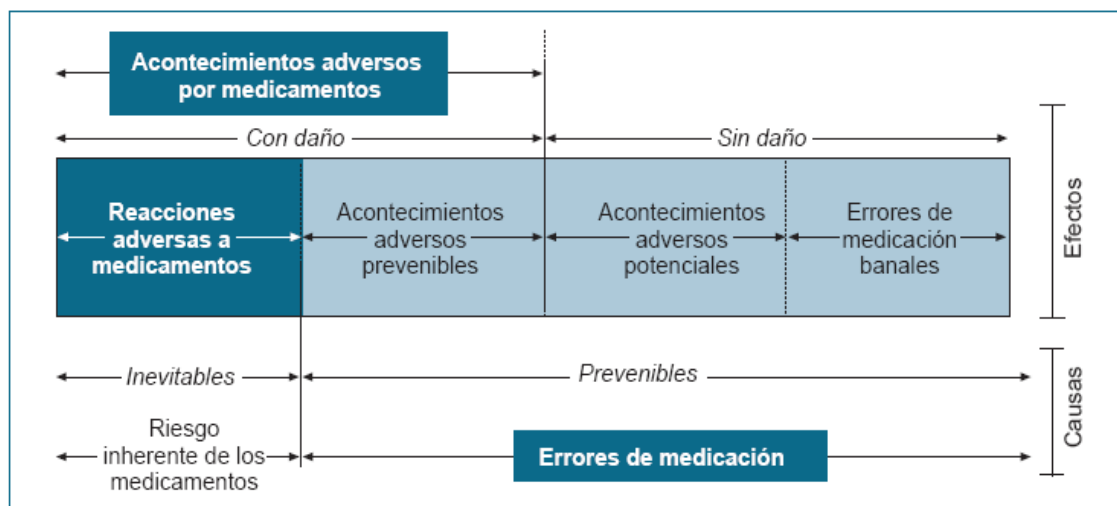 Acontecimientos adversos
por medicamentos
Con daño
Sin daño
Reacciones
adversas a
medicamentos
Acontecimientos
adversos
prevenibles
Acontecimientos
adversos
potenciales
Errores de
medicación
banales
Efectos
Inevitables
Prevenibles
Riesgo
inherente de los
medicamentos
Errores de medicación
Causas